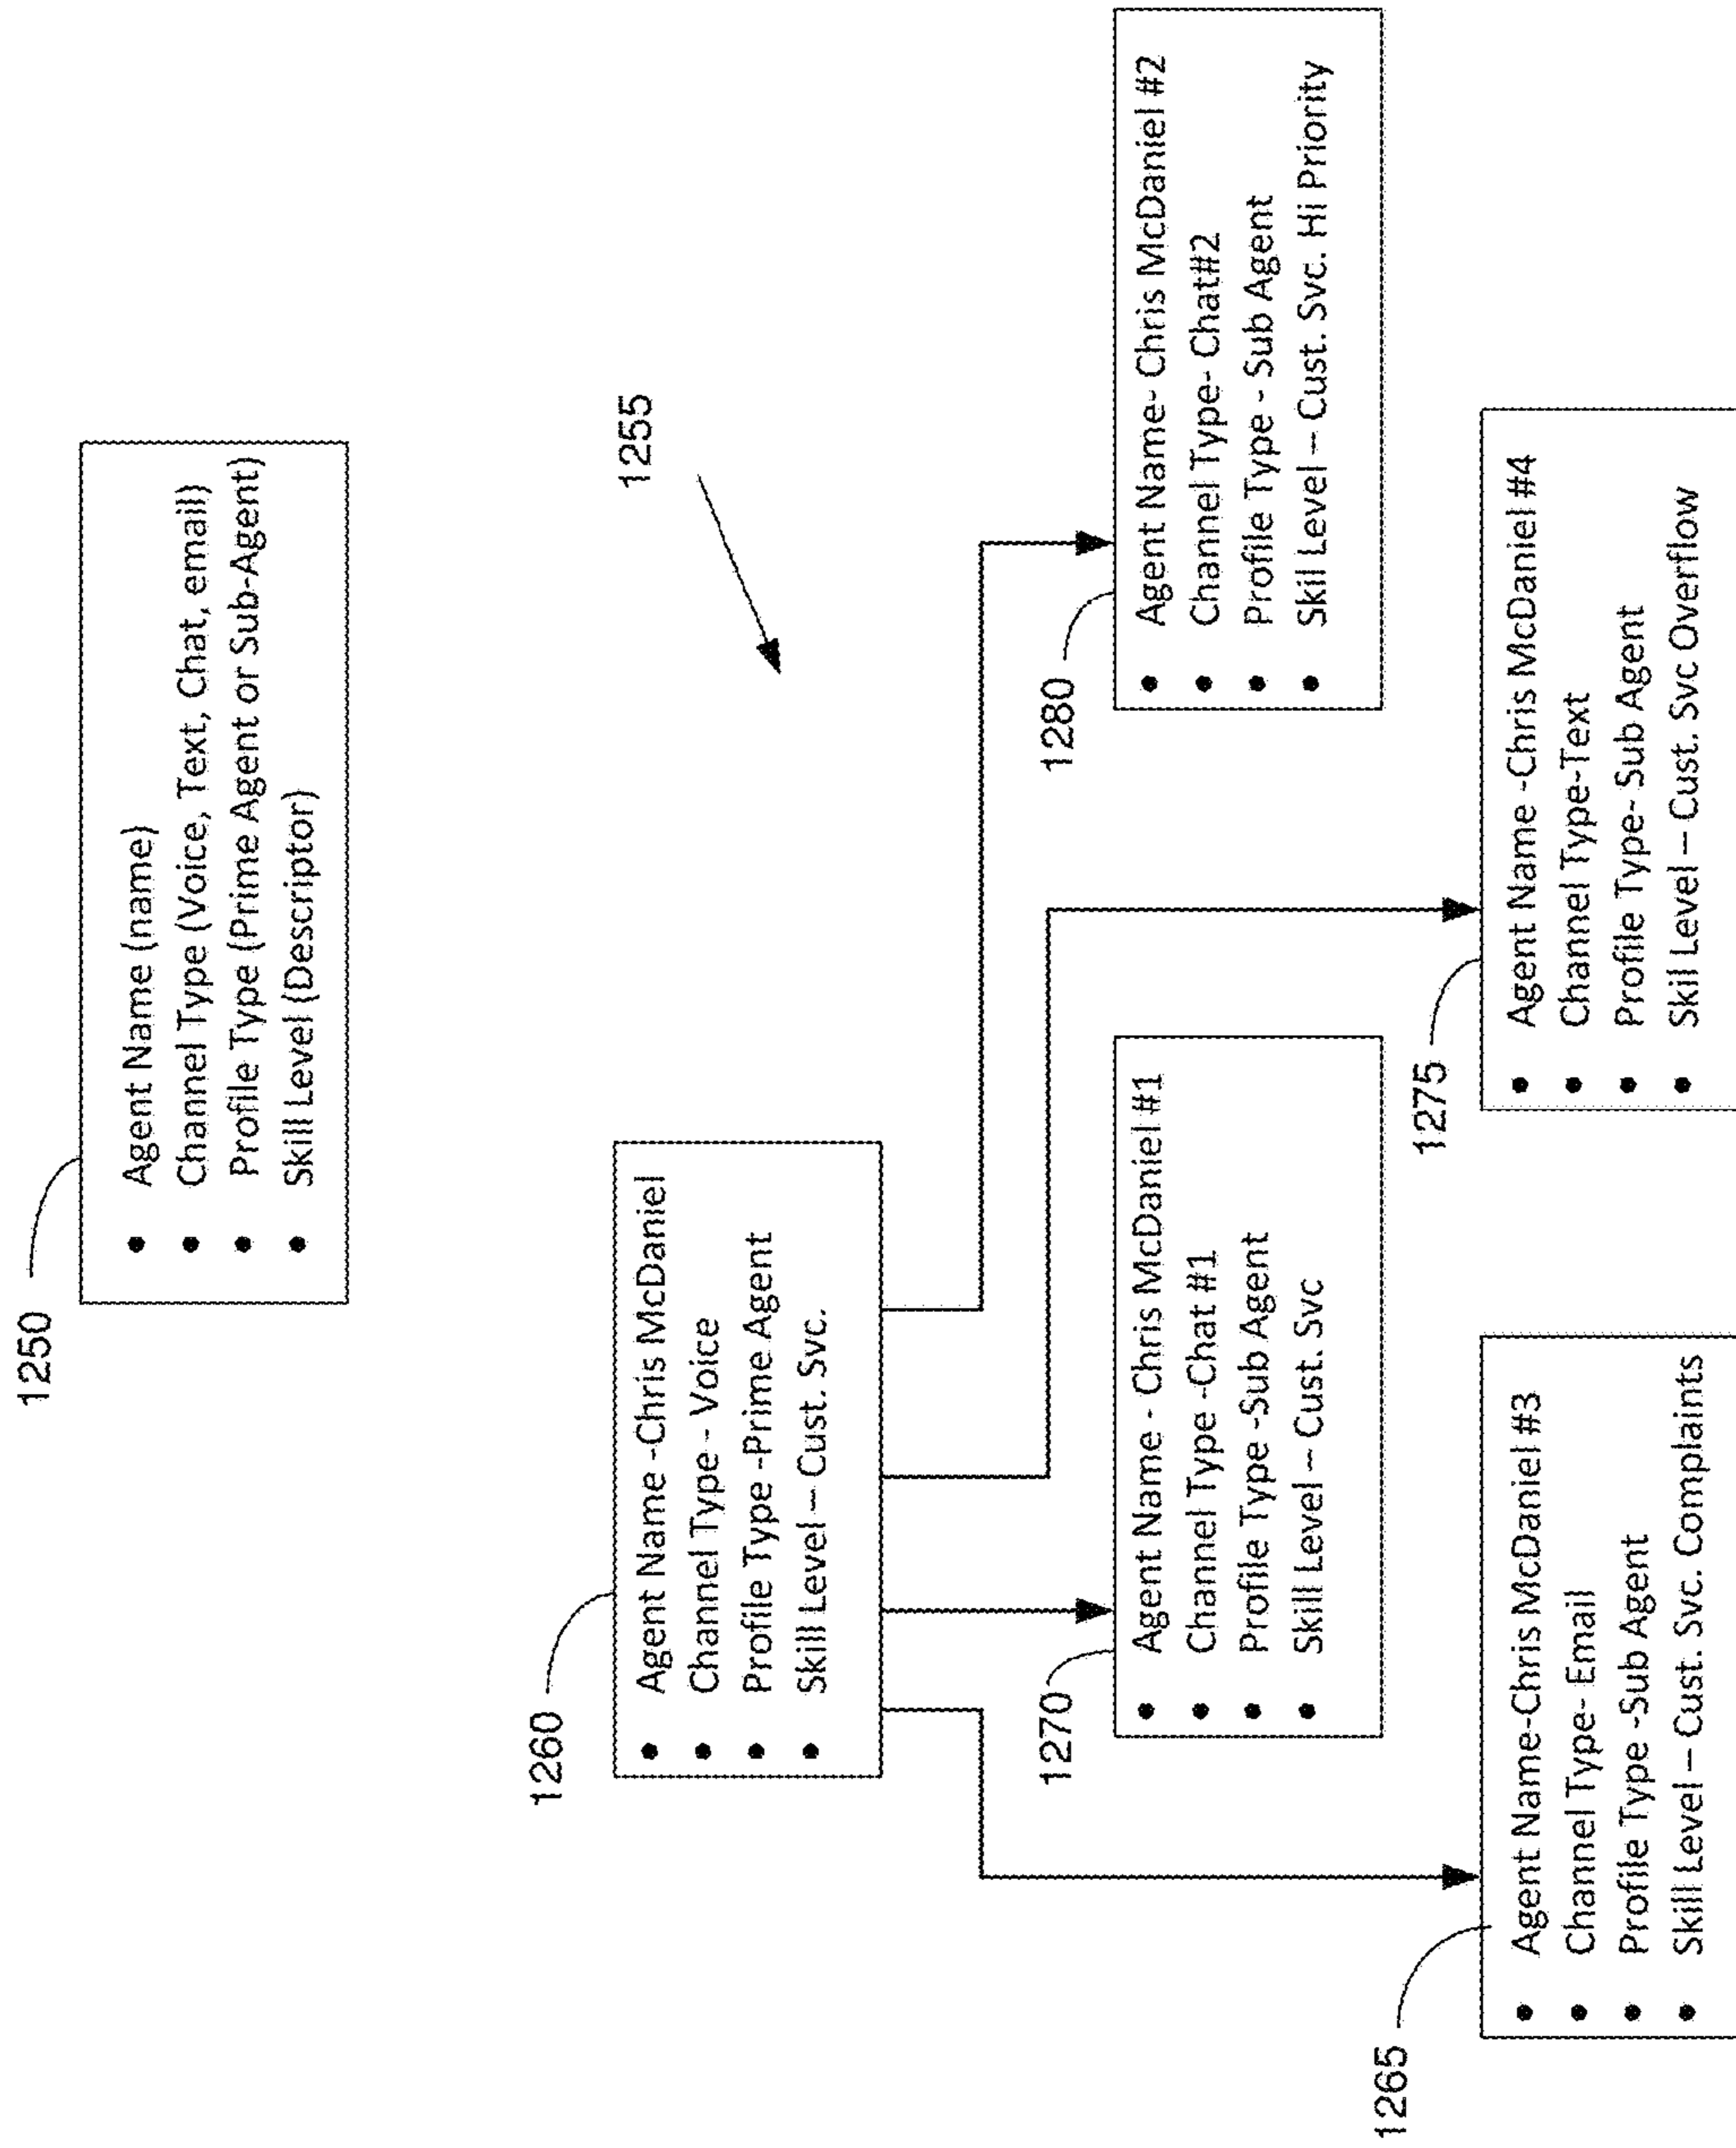 1250
• Agent Name (name)
• Channel Type (Voice, Text, Chat, email)
• Profile Type (Prime Agent or Sub-Agent)
• Skill Level (Descriptor)
1255
1260
• Agent Name -Chris McDaniel
• Channel Type - Voice
• Profile Type -Prime Agent
• Skill Level – Cust. Svc.
1270
• Agent Name - Chris McDaniel #1
• Channel Type -Chat #1
• Profile Type -Sub Agent
• Skill Level – Cust. Svc
1280
• Agent Name- Chris McDaniel #2
• Channel Type- Chat#2
• Profile Type - Sub Agent
• Skil Level – Cust. Svc. Hi Priority
1265
• Agent Name-Chris McDaniel #3
• Channel Type- Email
• Profile Type -Sub Agent
• Skill Level – Cust. Svc. Complaints
1275
• Agent Name -Chris McDaniel #4
• Channel Type-Text
• Profile Type- Sub Agent
• Skil Level – Cust. Svc Overflow